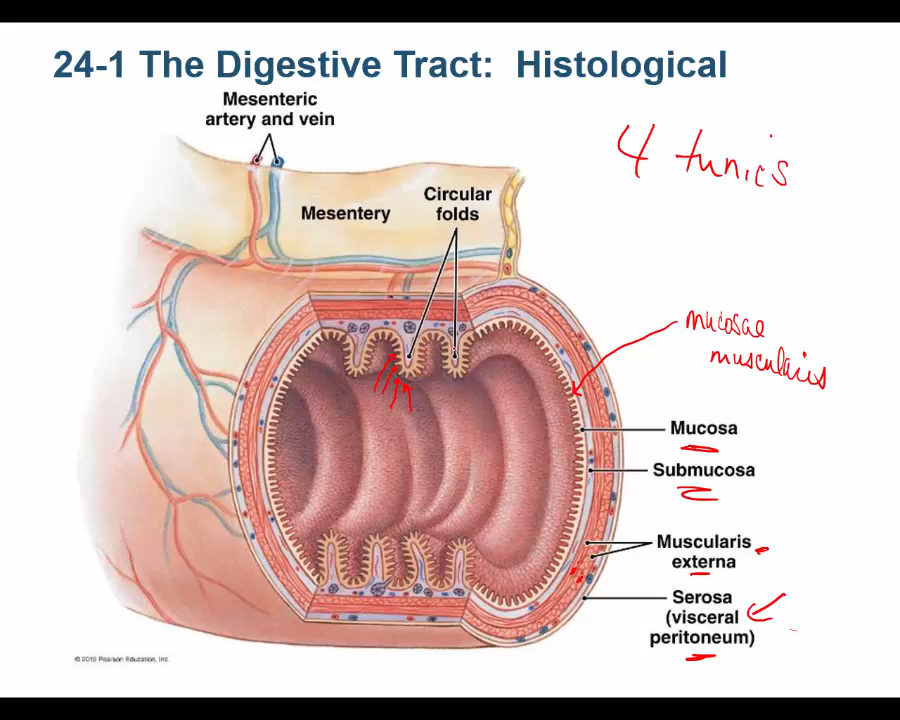 24-1 The Digestive Tract: Histological
Mesenteric
artery and vein
4 tunics
Circular
folds
Mesentery
mucosae
muscularis
Mucosa
Submucosa
Muscularis
externa
Serosa
(visceral
peritoneum)
© 2015 Pearson Education, Inc.